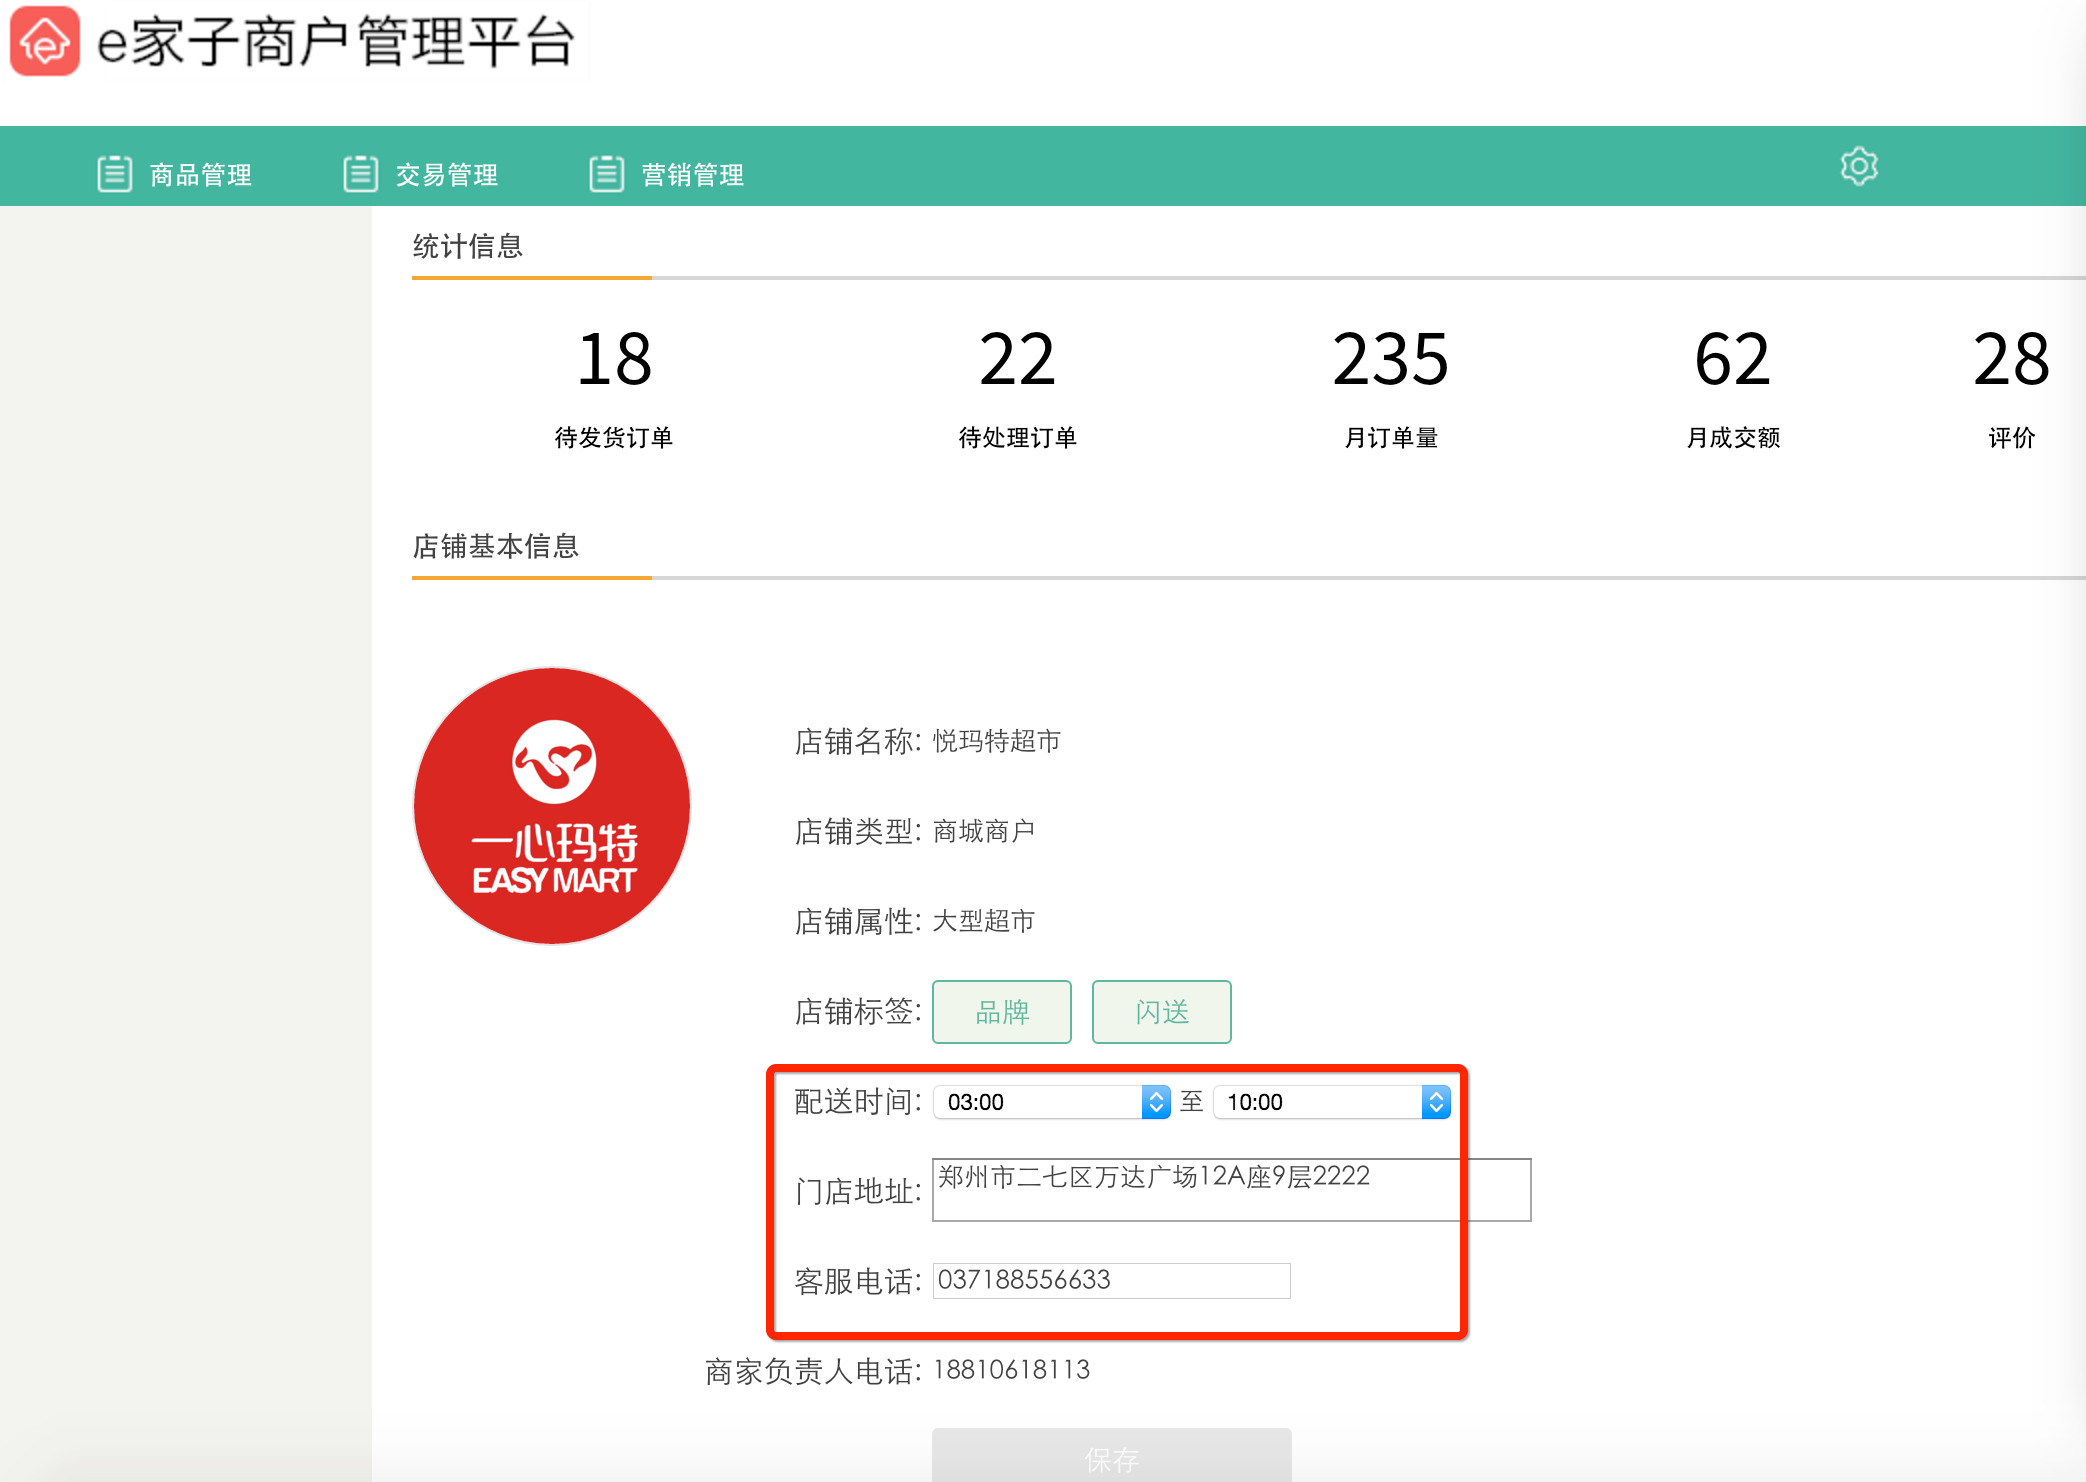 e家子商户管理平台
商品管理 交易管理 营销管理
统计信息
18 22 235 62 28
待发货订单 待处理订单 月订单量 月成交额 评价
店铺基本信息
一心玛特
EASY MART
店铺名称: 悦玛特超市
店铺类型: 商城商户
店铺属性: 大型超市
店铺标签: 品牌 闪送
配送时间: 03:00 至 10:00
门店地址: 郑州市二七区万达广场12A座9层2222
客服电话: 037188556633
商家负责人电话: 18810618113
保存